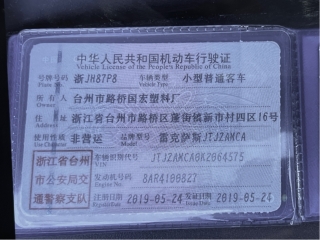 中华人民共和国机动车行驶证
Vehicle License of the People's Republic of China
号牌号码 浙JH87P8 车辆类型 小型普通客车
Plate No. Vehicle Type
所有人 台州市路桥国宏塑料厂
Owner
住址 浙江省台州市路桥区蓬街镇新市村四区16号
Address
使用性质 非营运 品牌型号 雷克萨斯JTJZAMCA
Use Character Model
浙江省台 车辆识别代号 JTJZAMCA0K2064575
VIN
州市公安局交 发动机号码 8AR4190827
Engine No.
通警察支队 注册日期 2019-05-24 发证日期 2019-05-24
Register Date Issue Date